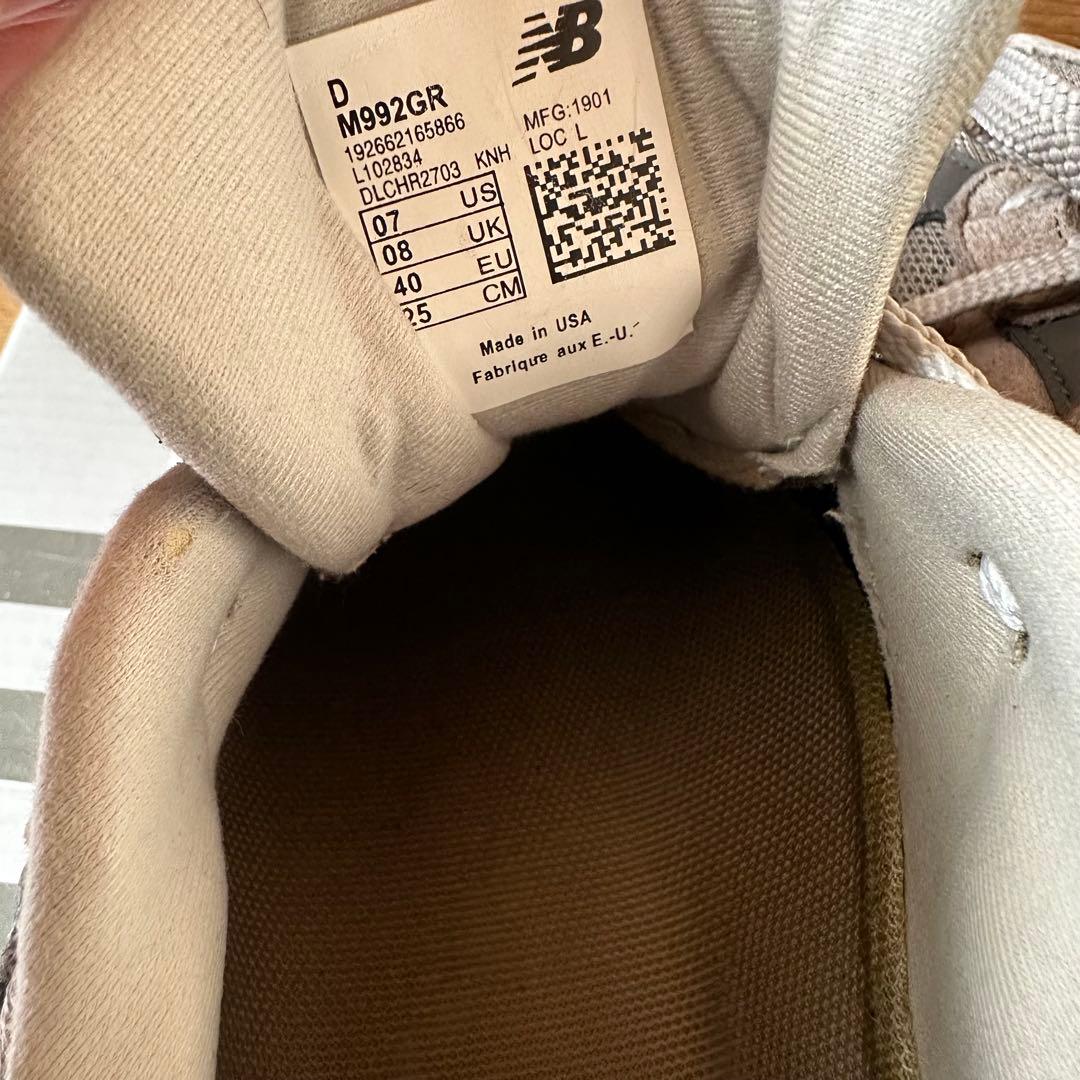 NB
D
M992GR
192662165866
L102834
DLCHR2703 KNH
07 US
08 UK
40 EU
25 CM
MFG:1901
LOC L
Made in USA
Fabrique aux E.-U.